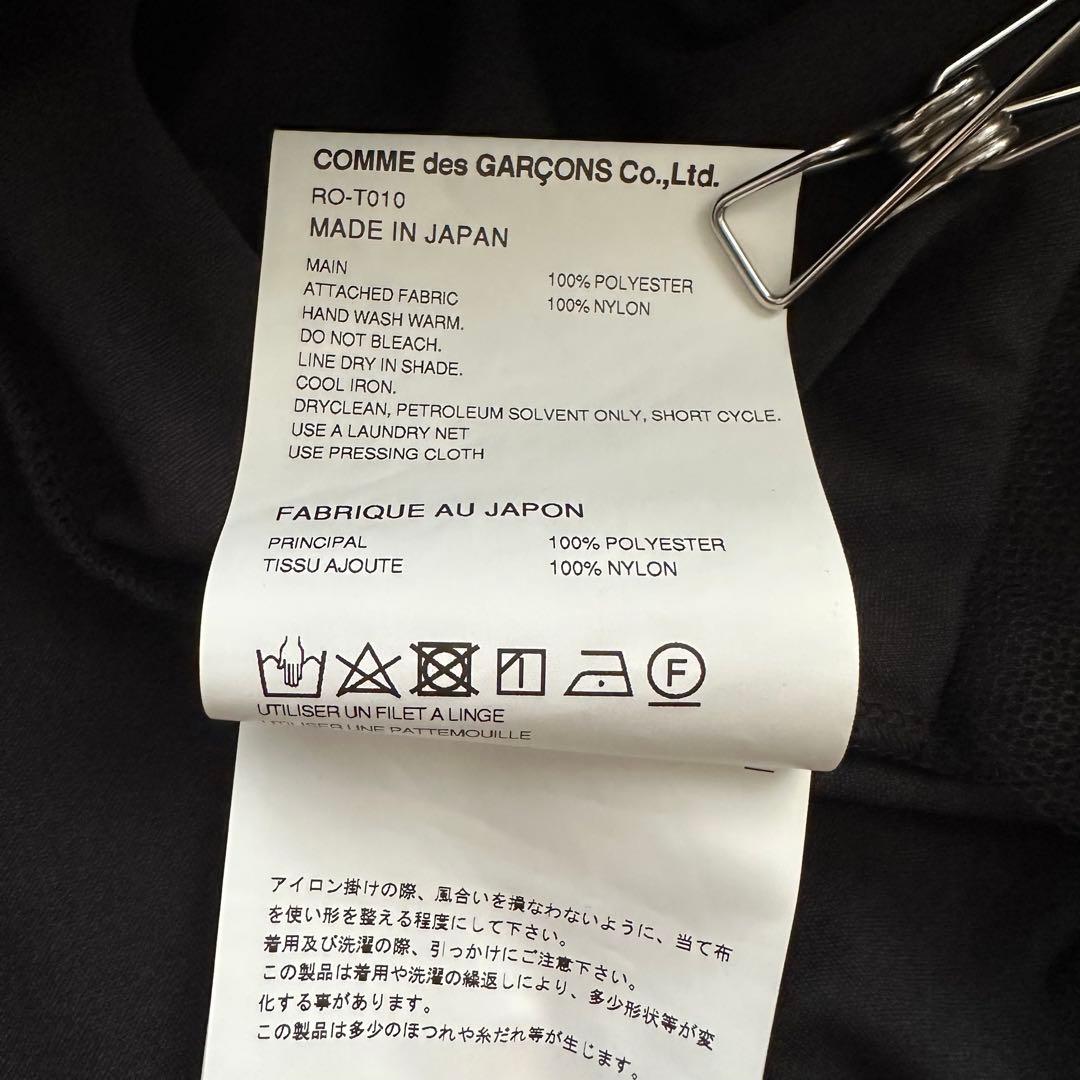 COMME des GARÇONS Co.,Ltd.
RO-T010
MADE IN JAPAN
MAIN 100% POLYESTER
ATTACHED FABRIC 100% NYLON
HAND WASH WARM.
DO NOT BLEACH.
LINE DRY IN SHADE.
COOL IRON.
DRYCLEAN, PETROLEUM SOLVENT ONLY, SHORT CYCLE.
USE A LAUNDRY NET
USE PRESSING CLOTH
FABRIQUE AU JAPON
PRINCIPAL 100% POLYESTER
TISSU AJOUTE 100% NYLON
F
UTILISER UN FILET A LINGE
UTILISER UNE PATTEMOUILLE
アイロン掛けの際、風合いを損なわないように、当て布
を使い形を整える程度にして下さい。
着用及び洗濯の際、引っかけにご注意下さい。
この製品は着用や洗濯の繰返しにより、多少形状等が変
化する事があります。
この製品は多少のほつれや糸だれ等が生じます。